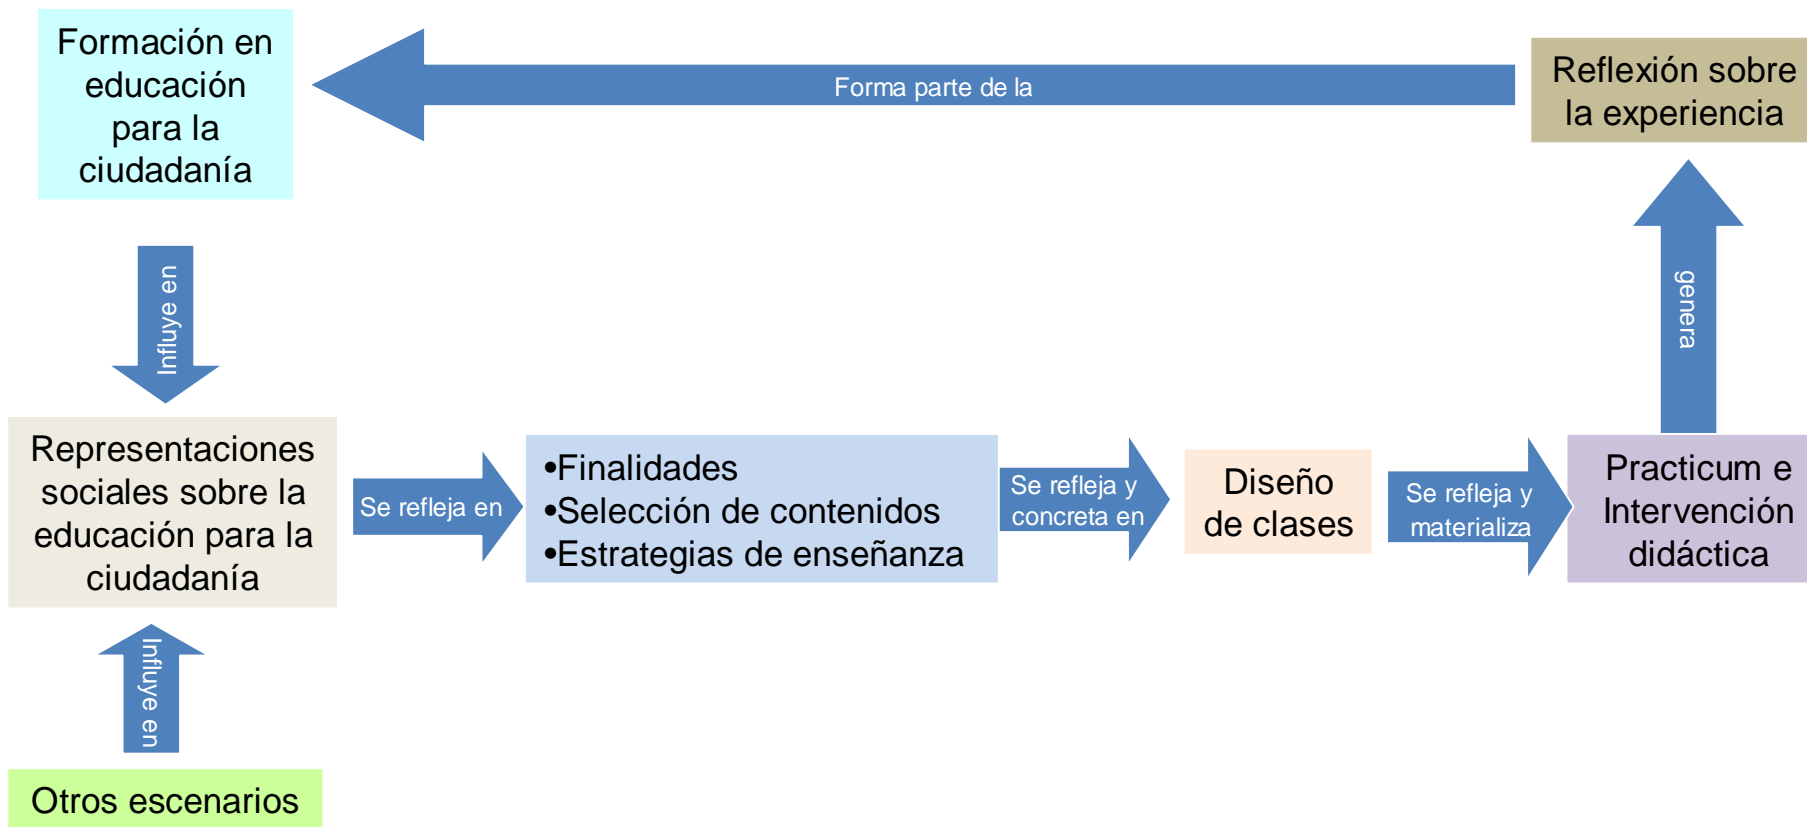 Formación en
educación
para la
ciudadanía
Forma parte de la
Reflexión sobre
la experiencia
Influye en
genera
Representaciones
sociales sobre la
educación para la
ciudadanía
Se refleja en
•Finalidades
•Selección de contenidos
•Estrategias de enseñanza
Se refleja y
concreta en
Diseño
de clases
Se refleja y
materializa
Practicum e
Intervención
didáctica
Influye en
Otros escenarios